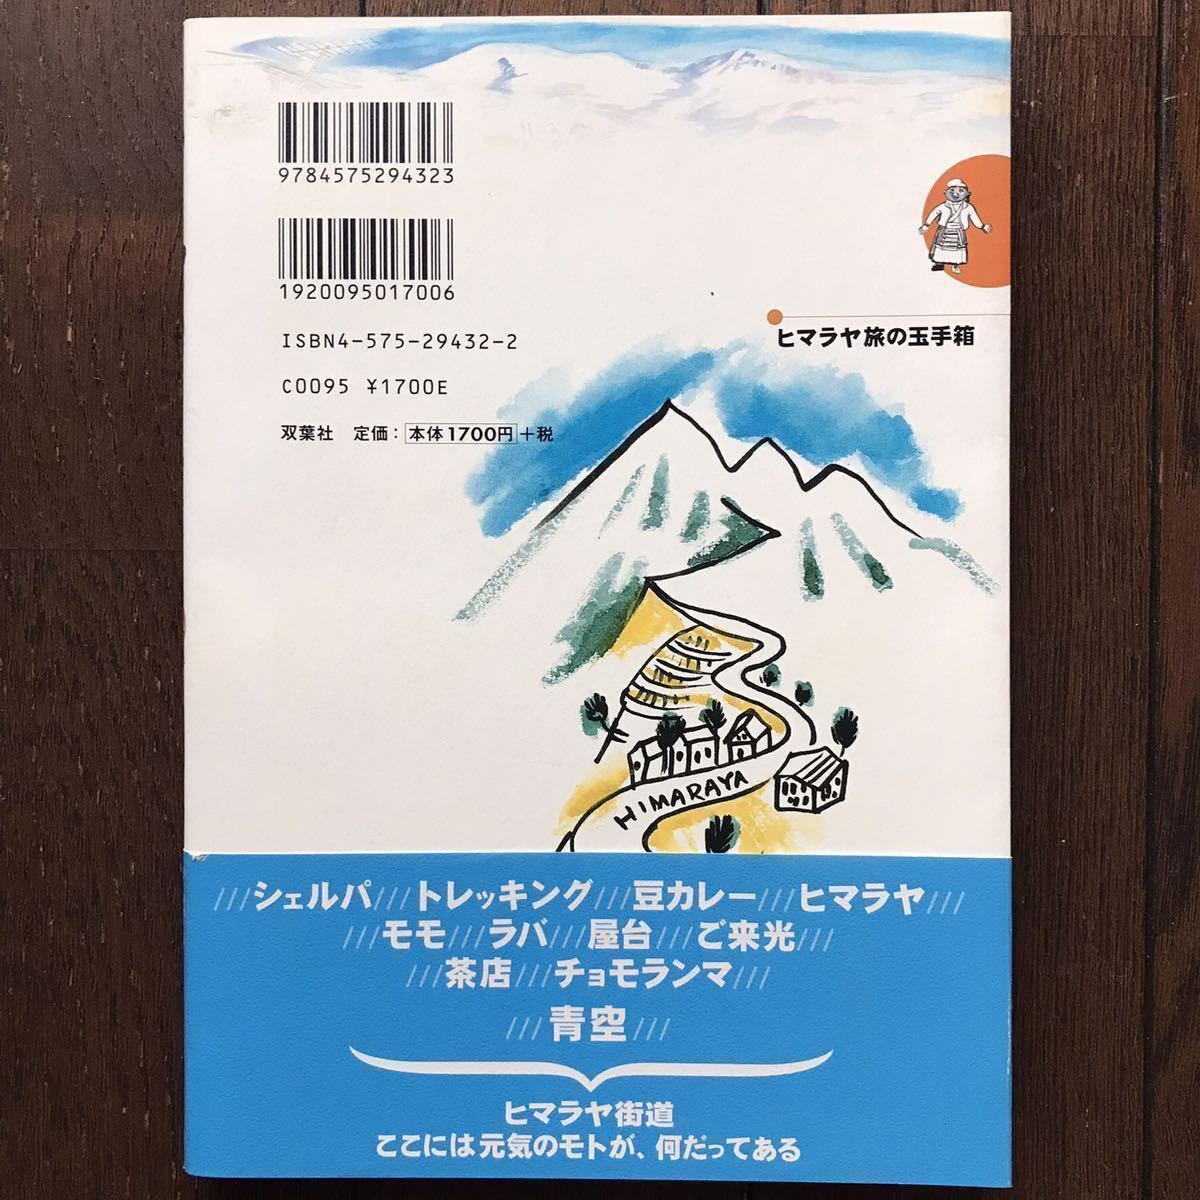 9784575294323
1920095017006
ISBN4-575-29432-2
C0095 ¥1700E
双葉社 定価：本体1700円＋税
ヒマラヤ旅の玉手箱
HIMARAYA
///シェルパ///トレッキング///豆カレー///ヒマラヤ///
///モモ///ラバ///屋台///ご来光///
///茶店///チョモランマ///
///青空///
ヒマラヤ街道
ここには元気のモトが、何だってある